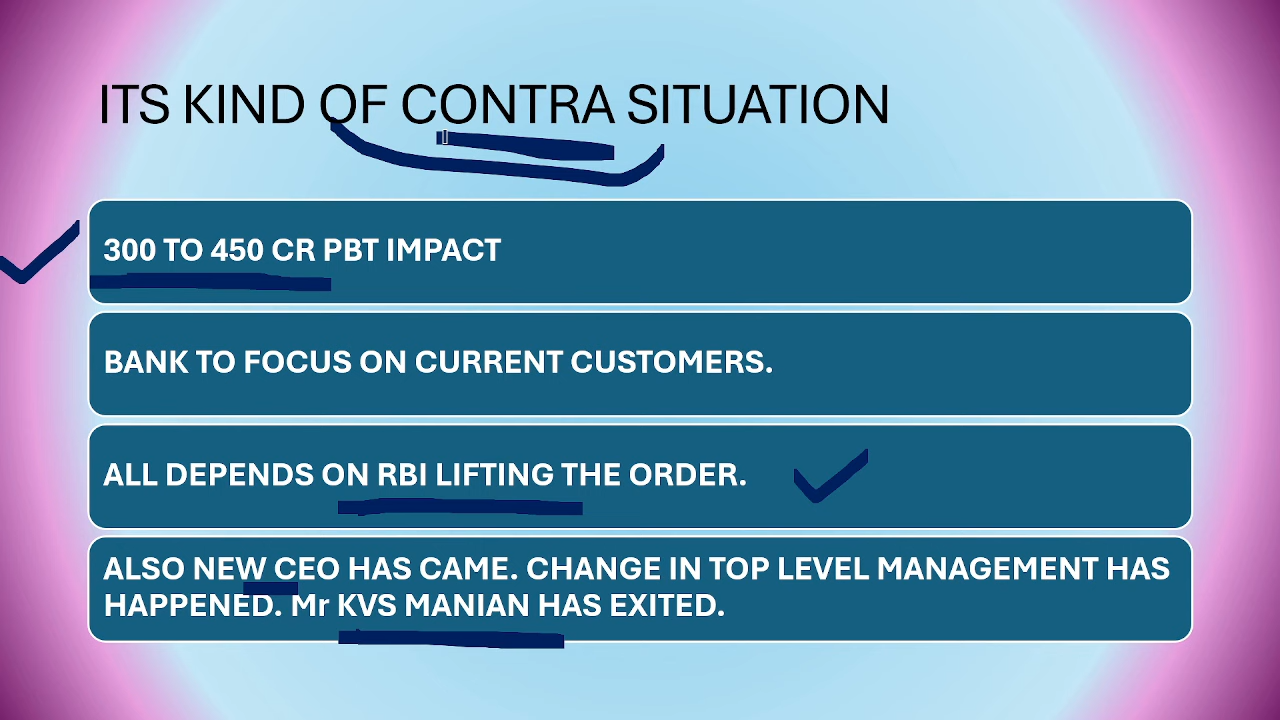 ITS KIND OF CONTRA SITUATION
300 TO 450 CR PBT IMPACT
BANK TO FOCUS ON CURRENT CUSTOMERS.
ALL DEPENDS ON RBI LIFTING THE ORDER.
ALSO NEW CEO HAS CAME. CHANGE IN TOP LEVEL MANAGEMENT HAS
HAPPENED. Mr KVS MANIAN HAS EXITED.